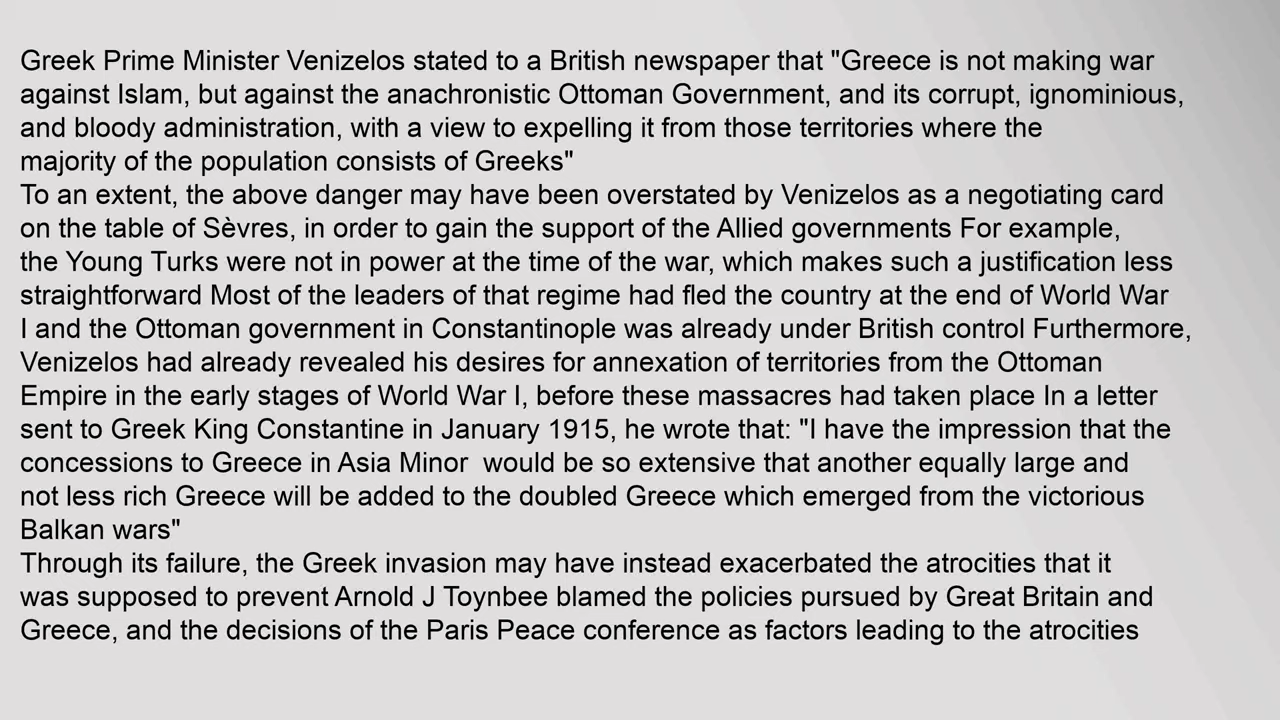 Greek Prime Minister Venizelos stated to a British newspaper that "Greece is not making war
against Islam, but against the anachronistic Ottoman Government, and its corrupt, ignominious,
and bloody administration, with a view to expelling it from those territories where the
majority of the population consists of Greeks"
To an extent, the above danger may have been overstated by Venizelos as a negotiating card
on the table of Sèvres, in order to gain the support of the Allied governments For example,
the Young Turks were not in power at the time of the war, which makes such a justification less
straightforward Most of the leaders of that regime had fled the country at the end of World War
I and the Ottoman government in Constantinople was already under British control Furthermore,
Venizelos had already revealed his desires for annexation of territories from the Ottoman
Empire in the early stages of World War I, before these massacres had taken place In a letter
sent to Greek King Constantine in January 1915, he wrote that: "I have the impression that the
concessions to Greece in Asia Minor  would be so extensive that another equally large and
not less rich Greece will be added to the doubled Greece which emerged from the victorious
Balkan wars"
Through its failure, the Greek invasion may have instead exacerbated the atrocities that it
was supposed to prevent Arnold J Toynbee blamed the policies pursued by Great Britain and
Greece, and the decisions of the Paris Peace conference as factors leading to the atrocities